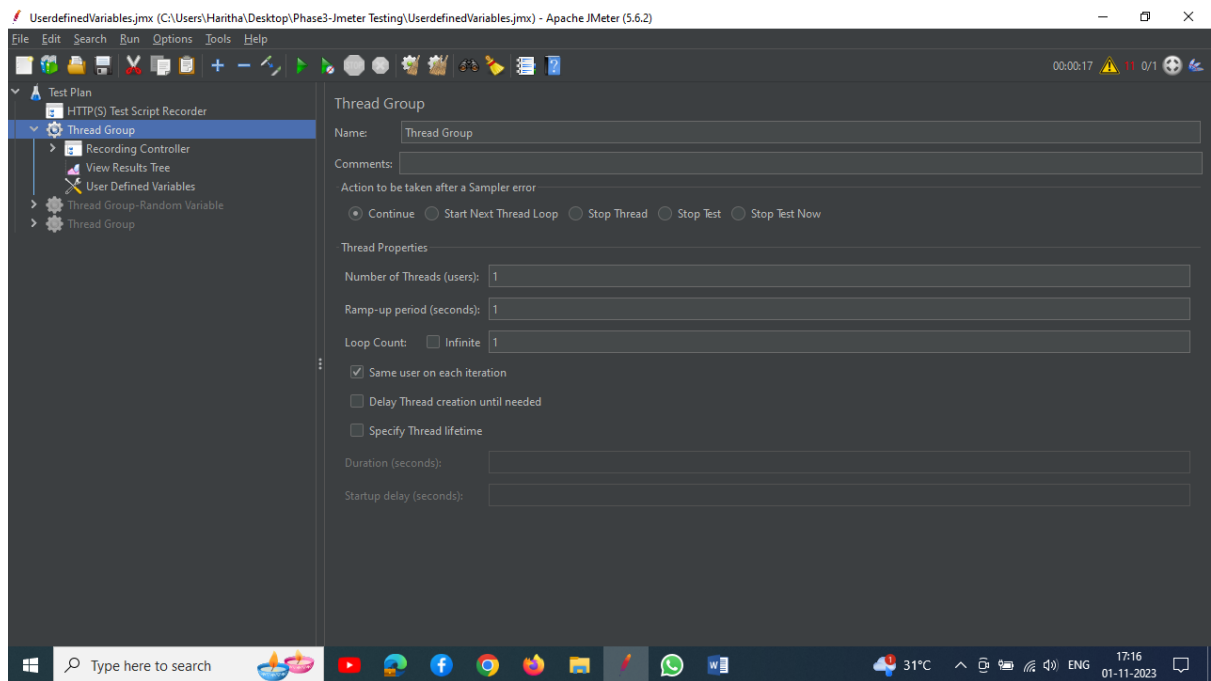 UserdefinedVariables.jmx (C:\Users\Haritha\Desktop\Phase3-Jmeter Testing\UserdefinedVariables.jmx) - Apache JMeter (5.6.2)
File Edit Search Run Options Tools Help
00:00:17 11 0/1
Test Plan
HTTP(S) Test Script Recorder
Thread Group
Recording Controller
View Results Tree
User Defined Variables
Thread Group-Random Variable
Thread Group
Thread Group
Name: Thread Group
Comments:
Action to be taken after a Sampler error
Continue Start Next Thread Loop Stop Thread Stop Test Stop Test Now
Thread Properties
Number of Threads (users): 1
Ramp-up period (seconds): 1
Loop Count: Infinite 1
Same user on each iteration
Delay Thread creation until needed
Specify Thread lifetime
Duration (seconds):
Startup delay (seconds):
Type here to search
1 31°C ENG 17:16
01-11-2023